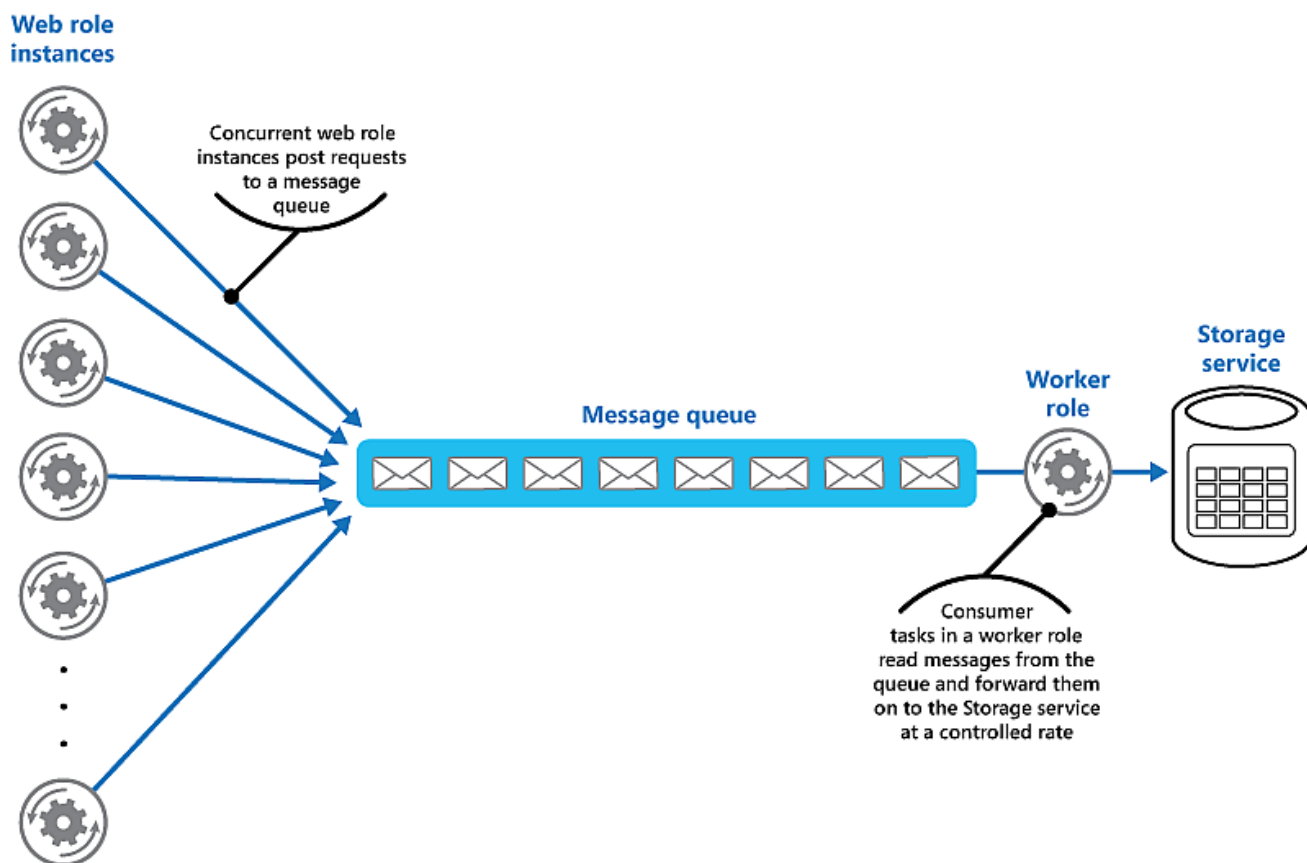 Web role
instances
Concurrent web role
instances post requests
to a message
queue
Message queue
Worker
role
Storage
service
Consumer
tasks in a worker role
read messages from the
queue and forward them
on to the Storage service
at a controlled rate